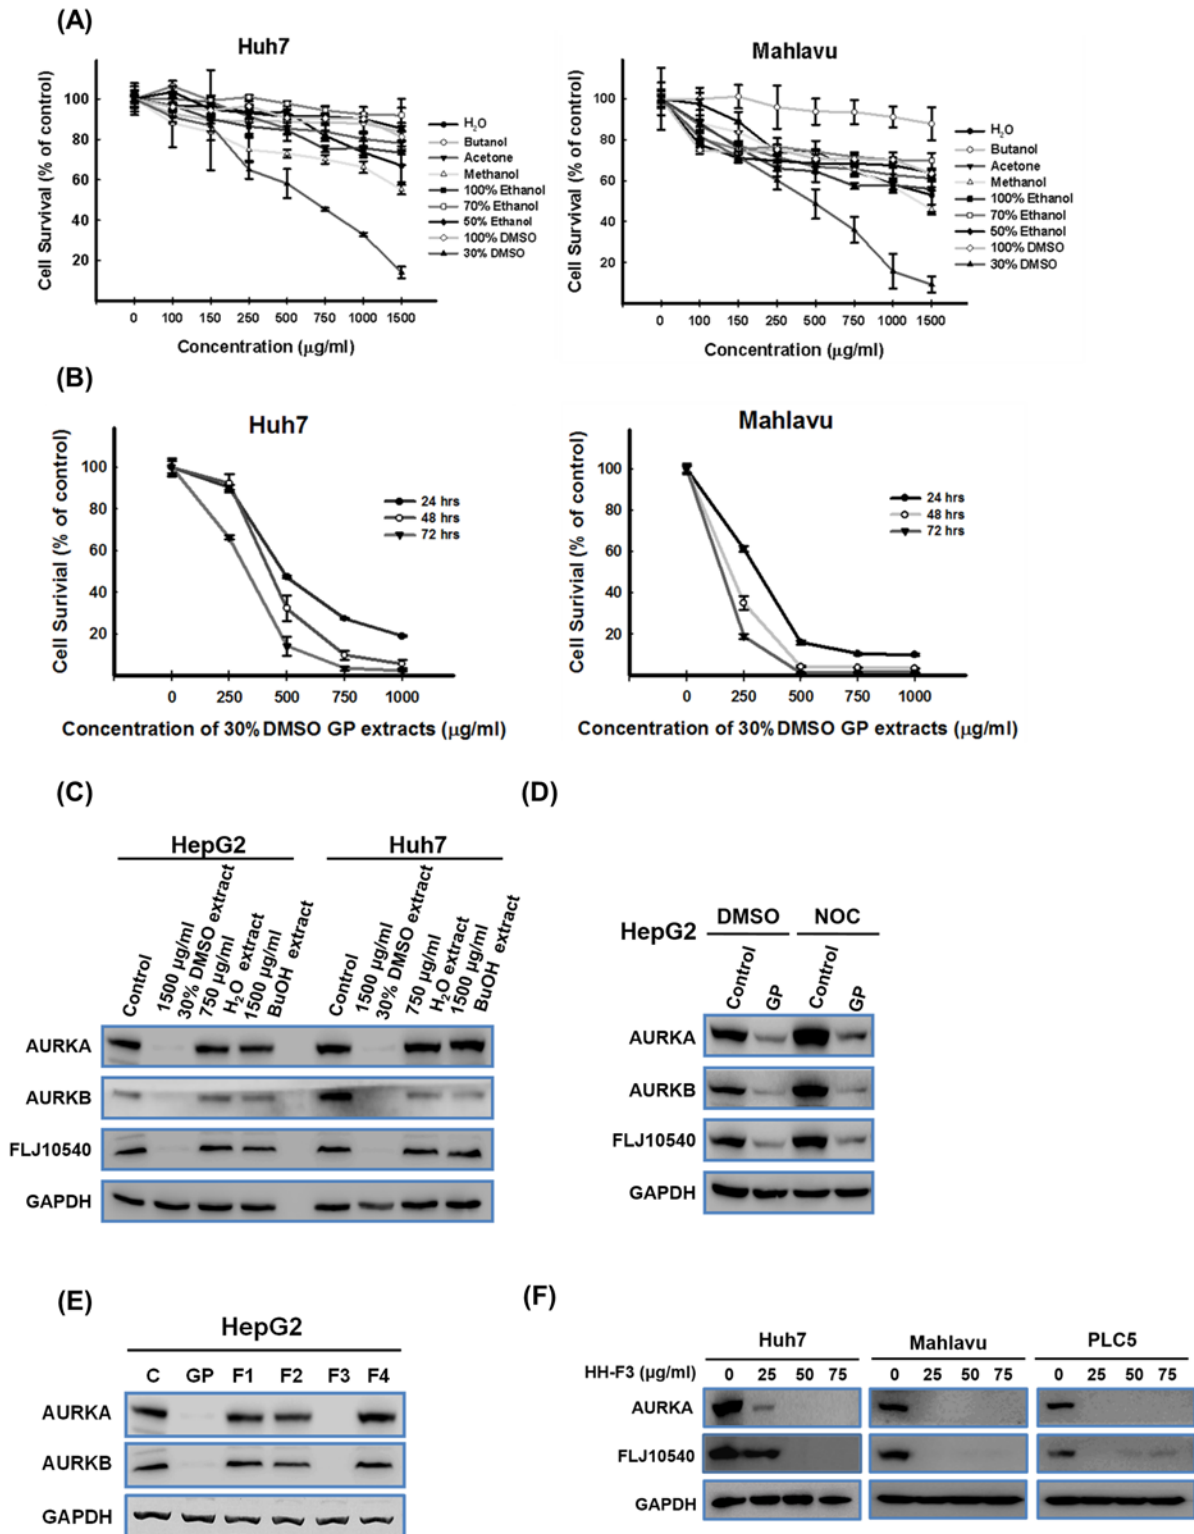 (A)
Huh7
Cell Survival (% of control)
100
80
60
40
20
0 100 150 250 500 750 1000 1500
Concentration (µg/ml)
H2O
Butanol
Acetone
Methanol
100% Ethanol
70% Ethanol
50% Ethanol
100% DMSO
30% DMSO
Mahlavu
Cell Survival (% of control)
100
80
60
40
20
0 100 150 250 500 750 1000 1500
Concentration (µg/ml)
H2O
Butanol
Acetone
Methanol
100% Ethanol
70% Ethanol
50% Ethanol
100% DMSO
30% DMSO
(B)
Huh7
Cell Surivial (% of control)
100
80
60
40
20
24 hrs
48 hrs
72 hrs
0 250 500 750 1000
Concentration of 30% DMSO GP extracts (µg/ml)
Mahlavu
Cell Surivial (% of control)
100
80
60
40
20
24 hrs
48 hrs
72 hrs
0 250 500 750 1000
Concentration of 30% DMSO GP extracts (µg/ml)
(C)
HepG2 Huh7
Control
1500 µg/ml
30% DMSO extract
750 µg/ml
H2O extract
1500 µg/ml
BuOH extract
Control
1500 µg/ml
30% DMSO extract
750 µg/ml
H2O extract
1500 µg/ml
BuOH extract
AURKA
AURKB
FLJ10540
GAPDH
(D)
HepG2 DMSO NOC
Control GP Control GP
AURKA
AURKB
FLJ10540
GAPDH
(E)
HepG2
C GP F1 F2 F3 F4
AURKA
AURKB
GAPDH
(F)
Huh7 Mahlavu PLC5
HH-F3 (µg/ml) 0 25 50 75 0 25 50 75 0 25 50 75
AURKA
FLJ10540
GAPDH